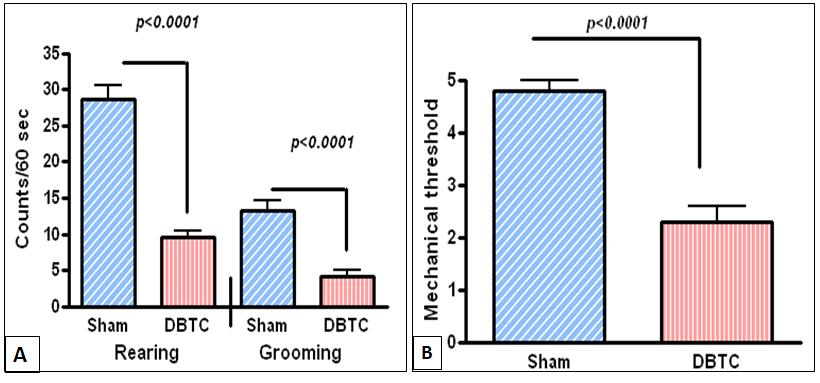 p<0.0001
p<0.0001
Counts/60 sec
35
30
25
20
15
10
5
0
Sham DBTC Sham DBTC
Rearing Grooming
A
p<0.0001
Mechanical threshold
5
4
3
2
1
0
Sham DBTC
B